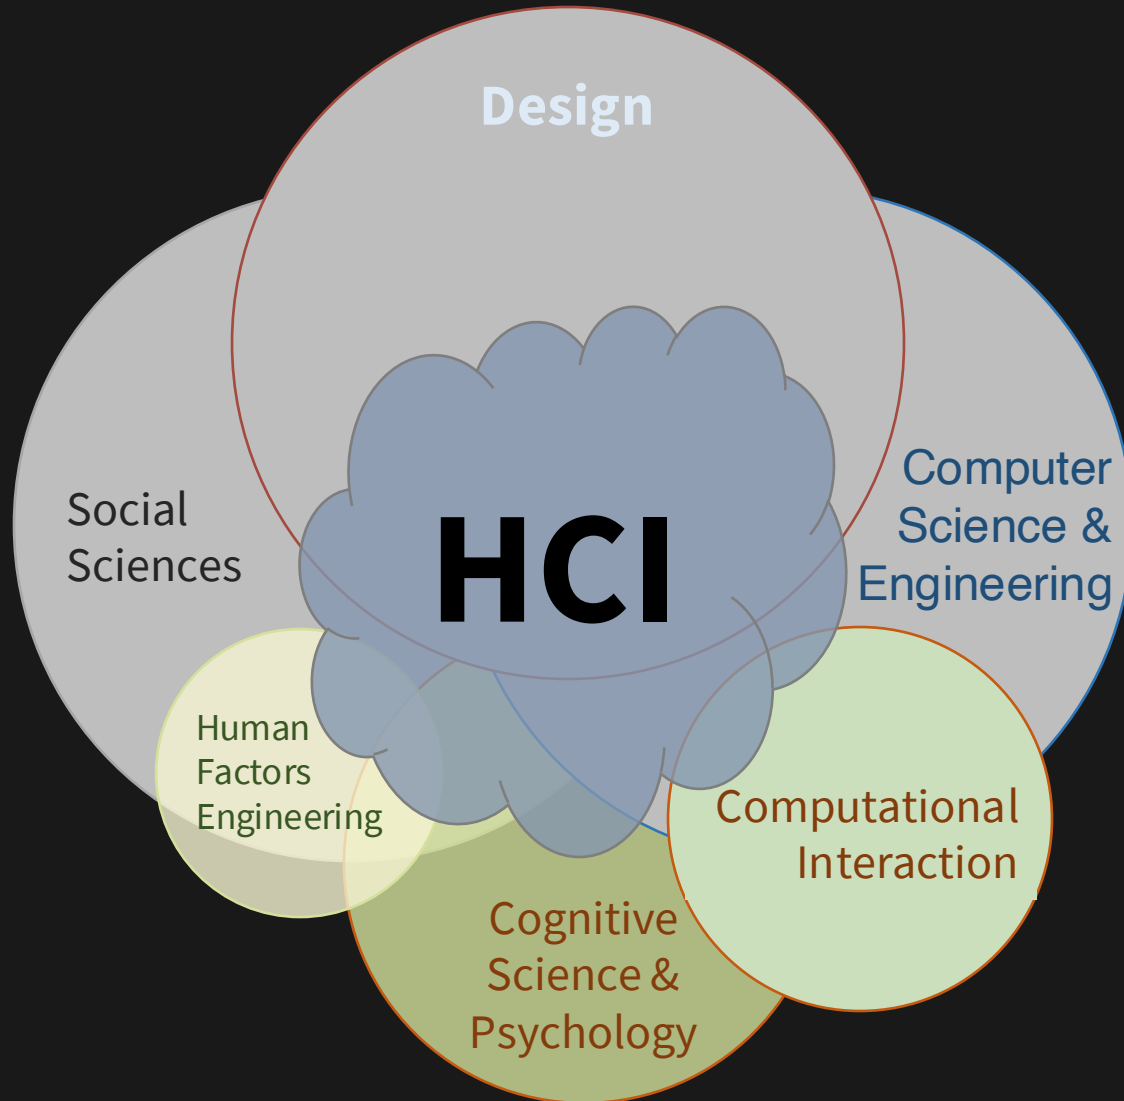 Design
Social
Sciences
HCI
Computer
Science &
Engineering
Human
Factors
Engineering
Computational
Interaction
Cognitive
Science &
Psychology